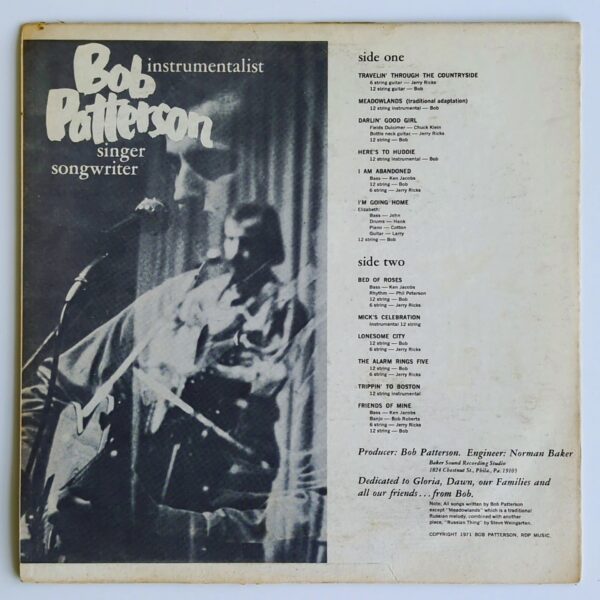 Bob
instrumentalist
Patterson
singer
songwriter
side one
TRAVELIN' THROUGH THE COUNTRYSIDE
6 string guitar — Jerry Ricks
12 string guitar — Bob
MEADOWLANDS (traditional adaptation)
12 string instrumental — Bob
DARLIN' GOOD GIRL
Fields Dulcimer — Chuck Klein
Bottle neck guitar — Jerry Ricks
12 string — Bob
HERE'S TO HUDDIE
12 string instrumental — Bob
I AM ABANDONED
Bass — Ken Jacobs
12 string — Bob
6 string — Jerry Ricks
I'M GOING HOME
Elizabeth:
Bass — John
Drums — Hank
Piano — Cotton
Guitar — Larry
12 string — Bob
side two
BED OF ROSES
Bass — Ken Jacobs
Rhythm — Phil Peterson
12 string — Bob
6 string — Jerry Ricks
MICK'S CELEBRATION
Instrumental 12 string
LONESOME CITY
12 string — Bob
6 string — Jerry Ricks
THE ALARM RINGS FIVE
12 string — Bob
6 string — Jerry Ricks
TRIPPIN' TO BOSTON
12 string instrumental
FRIENDS OF MINE
Bass — Ken Jacobs
Banjo — Bob Roberts
6 string — Jerry Ricks
12 string — Bob
Producer: Bob Patterson. Engineer: Norman Baker
Baker Sound Recording Studio
1824 Chestnut St., Phila., Pa. 19103
Dedicated to Gloria, Dawn, our Families and
all our friends...from Bob.
Note: All songs written by Bob Patterson
except "Meadowlands" which is a traditional
Russian melody, combined with another
piece, "Russian Thing" by Steve Weingarten.
COPYRIGHT 1971 BOB PATTERSON, RDP MUSIC.